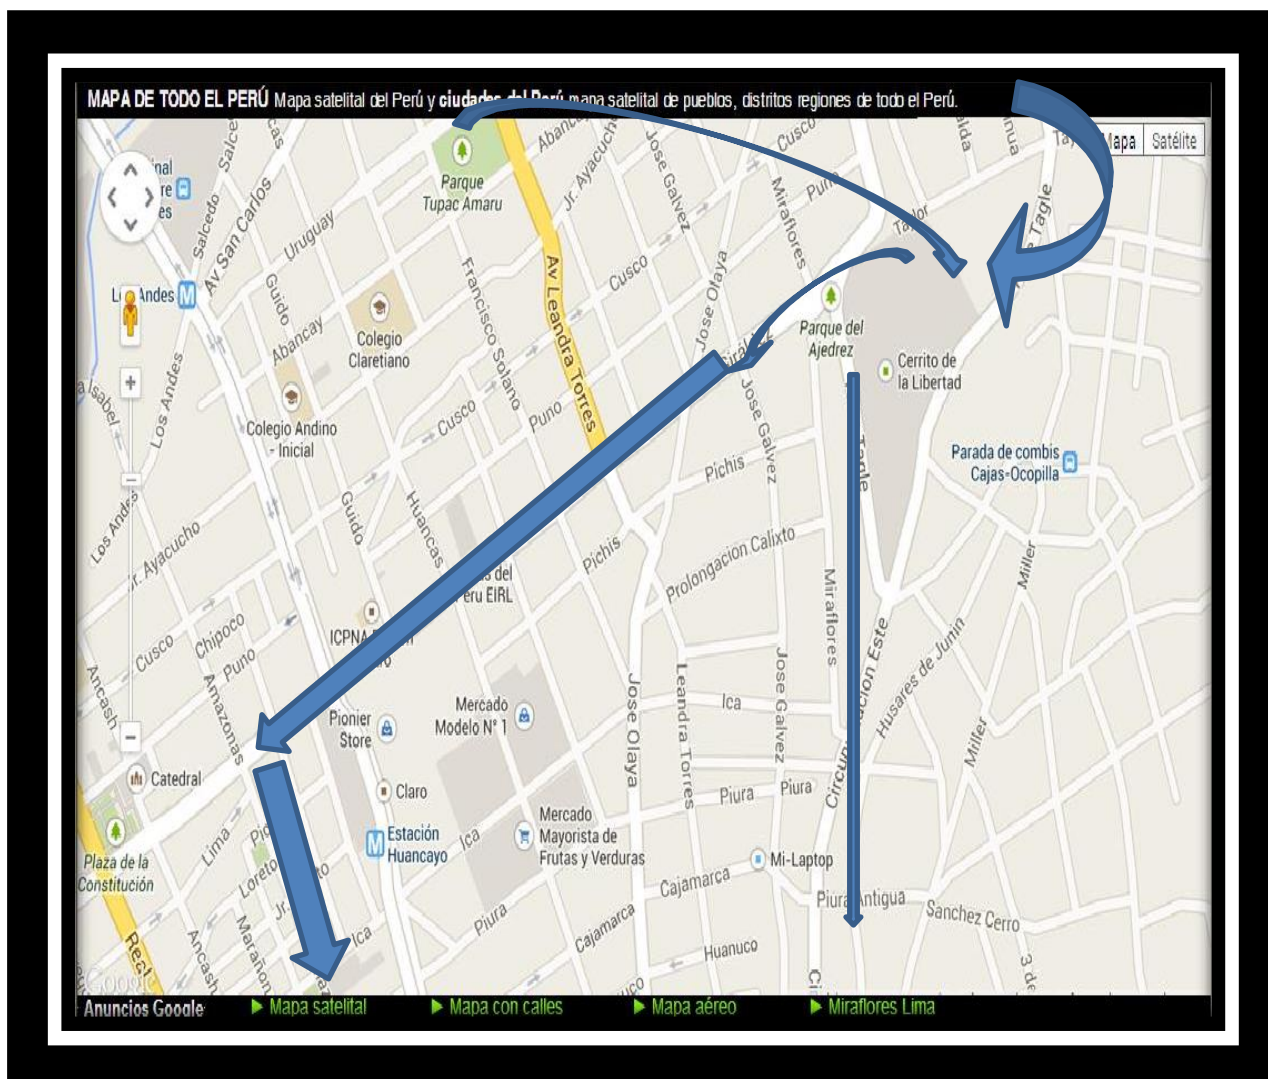 MAPA DE TODO EL PERÚ Mapa satelital del Perú y ciudades del Perú mapa satelital de pueblos, distritos regiones de todo el Perú.
Mapa
Satélite
Abancay
Cusco
Salcedo
Jr. Ayacucho
Jose Galvez
Puno
Miraflores
Parque
Tupac Amaru
Taylor
Av San Carlos
Uruguay
Cusco
Jose Olaya
Av Leandra Torres
Guido
Francisco Solano
Los Andes
Abancay
Colegio
Claretiano
Parque del
Ajedrez
Cerrito de
la Libertad
Cusco
Puno
Jose Galvez
Colegio Andino
- Inicial
Pichis
Tagle
Parada de combis
Cajas-Ocopilla
Guido
Huancas
Los Andes
Pichis
Prolongacion Calixto
Miller
Miraflores
Cusco
Chipoco
Puno
Amazonas
Ancash
Husares de Junin
Leandra Torres
Jose Galvez
Jose Olaya
Ica
Mercado
Modelo N° 1
Pionier
Store
Miller
Catedral
Claro
Piura
Piura
Estación
Huancayo
Ica
Mercado
Mayorista de
Frutas y Verduras
Lima
Plaza de la
Constitución
Loreto
Mi-Laptop
Cajamarca
Sanchez Cerro
Piura
Cajamarca
Huanuco
Real
Ancash
Marañon
Ica
Google
Anuncios Google
Mapa satelital
Mapa con calles
Mapa aéreo
Miraflores Lima